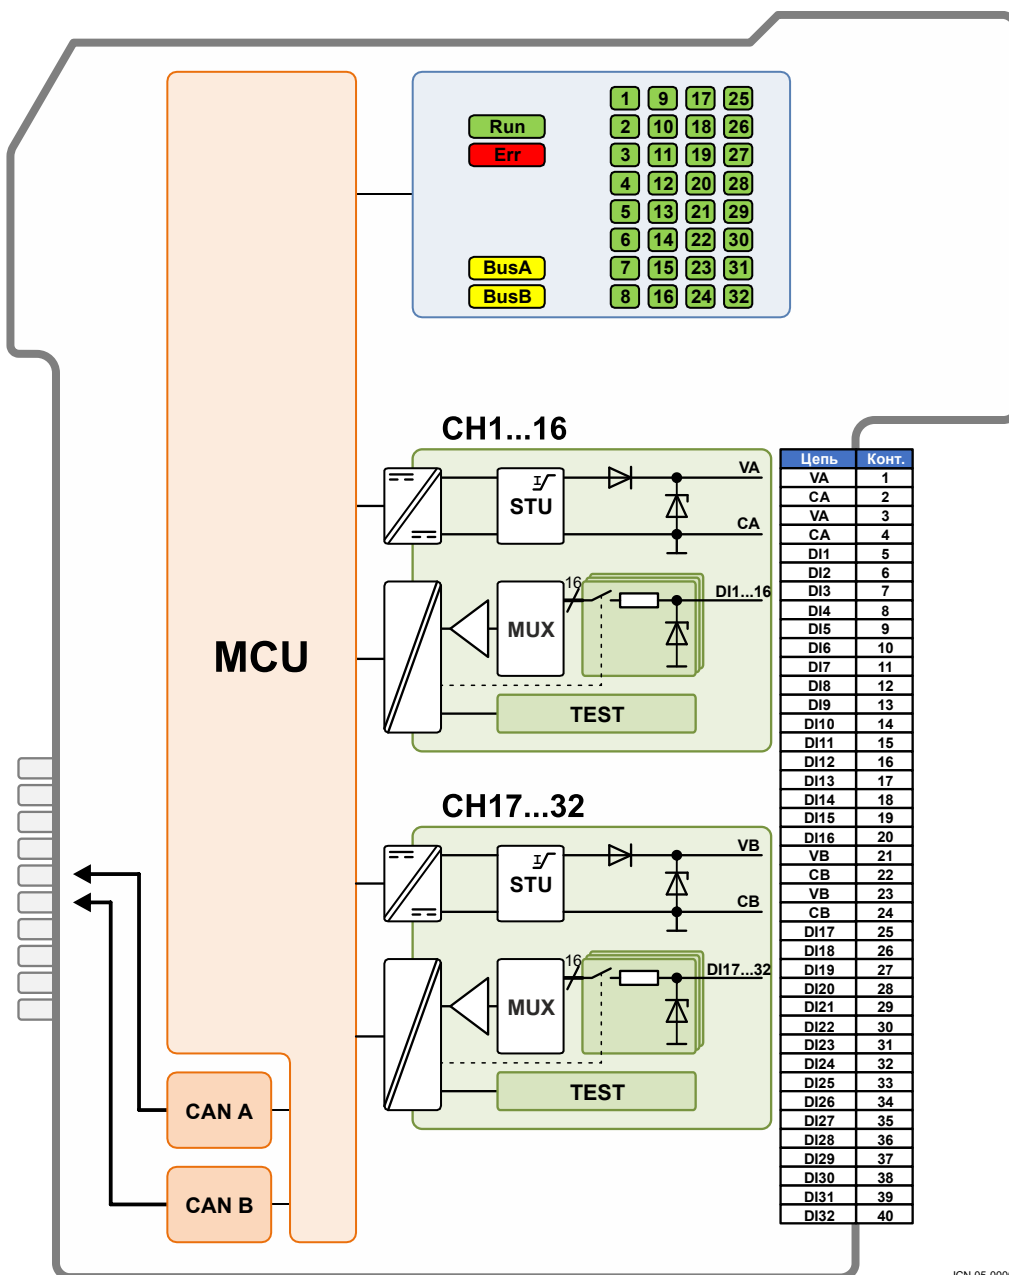 1 9 17 25
Run 2 10 18 26
Err 3 11 19 27
4 12 20 28
5 13 21 29
6 14 22 30
BusA 7 15 23 31
BusB 8 16 24 32
MCU
CH1...16
STU
VA
CA
16
MUX
DI1...16
TEST
CH17...32
STU
VB
CB
16
MUX
DI17...32
TEST
CAN A
CAN B
Цепь Конт.
VA 1
CA 2
VA 3
CA 4
DI1 5
DI2 6
DI3 7
DI4 8
DI5 9
DI6 10
DI7 11
DI8 12
DI9 13
DI10 14
DI11 15
DI12 16
DI13 17
DI14 18
DI15 19
DI16 20
VB 21
CB 22
VB 23
CB 24
DI17 25
DI18 26
DI19 27
DI20 28
DI21 29
DI22 30
DI23 31
DI24 32
DI25 33
DI26 34
DI27 35
DI28 36
DI29 37
DI30 38
DI31 39
DI32 40